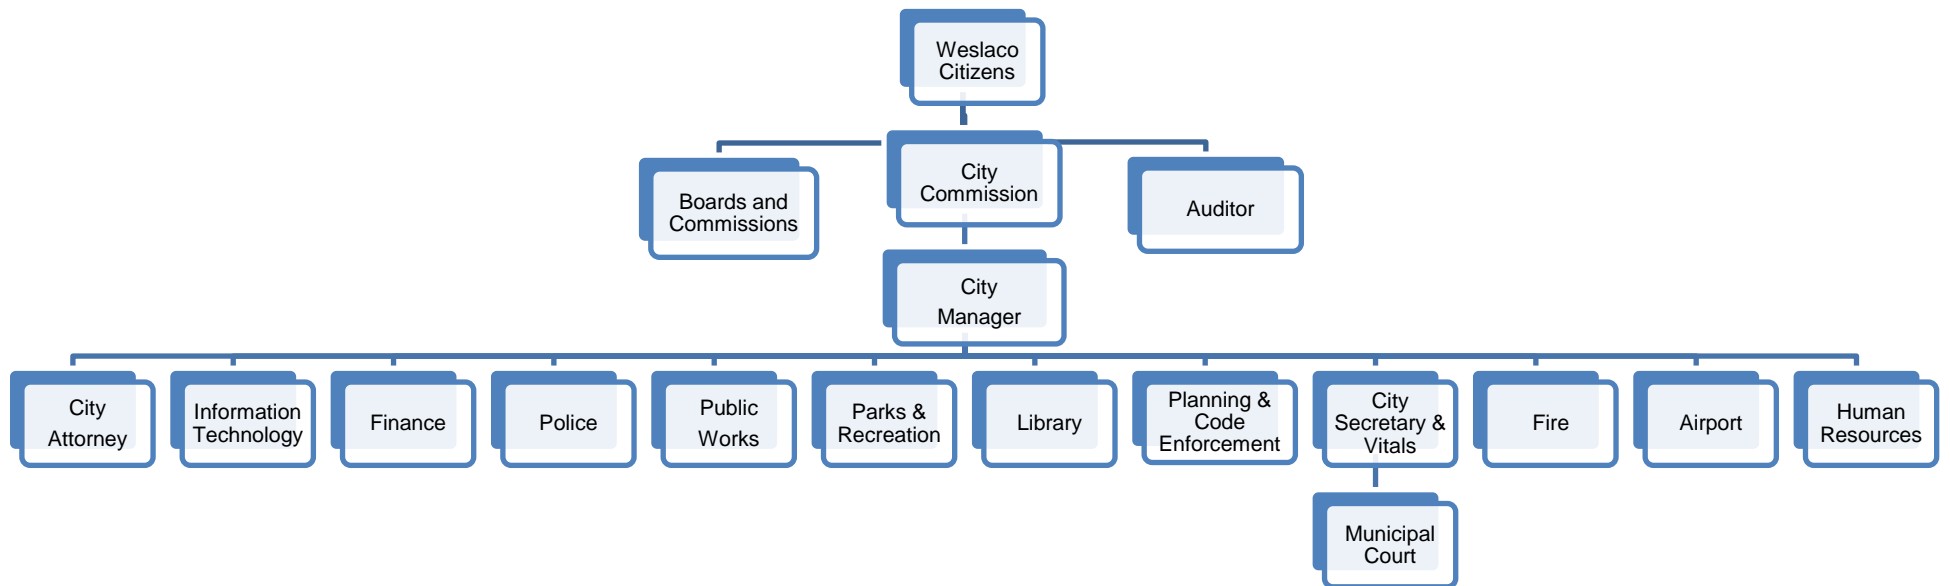 Weslaco
Citizens
City
Commission
Boards and
Commissions
Auditor
City
Manager
City
Attorney
Information
Technology
Finance
Police
Public
Works
Parks &
Recreation
Library
Planning &
Code
Enforcement
City
Secretary &
Vitals
Fire
Airport
Human
Resources
Municipal
Court